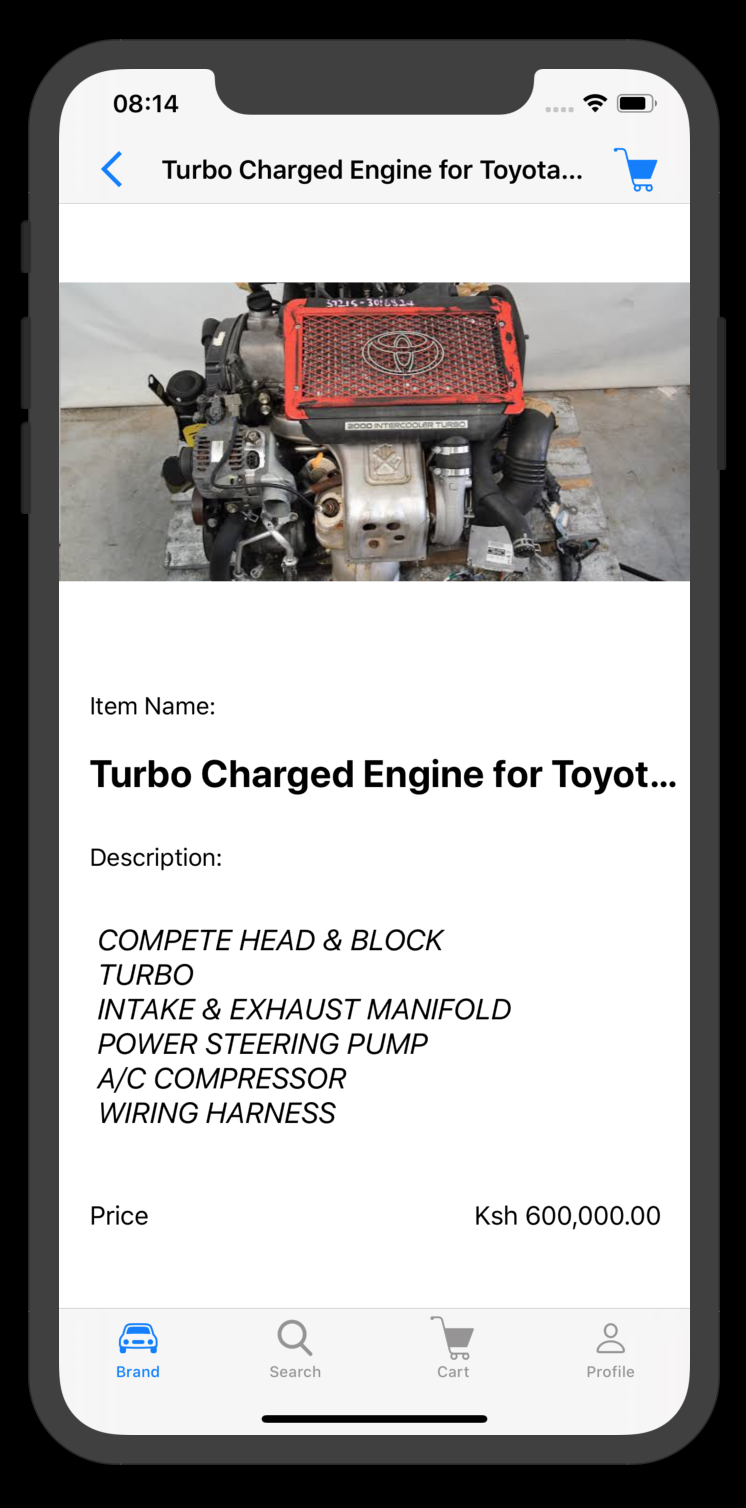 08:14
Turbo Charged Engine for Toyota...
2000 INTERCOOLER TURBO
Item Name:
Turbo Charged Engine for Toyot...
Description:
COMPETE HEAD & BLOCK
TURBO
INTAKE & EXHAUST MANIFOLD
POWER STEERING PUMP
A/C COMPRESSOR
WIRING HARNESS
Price
Ksh 600,000.00
Brand
Search
Cart
Profile